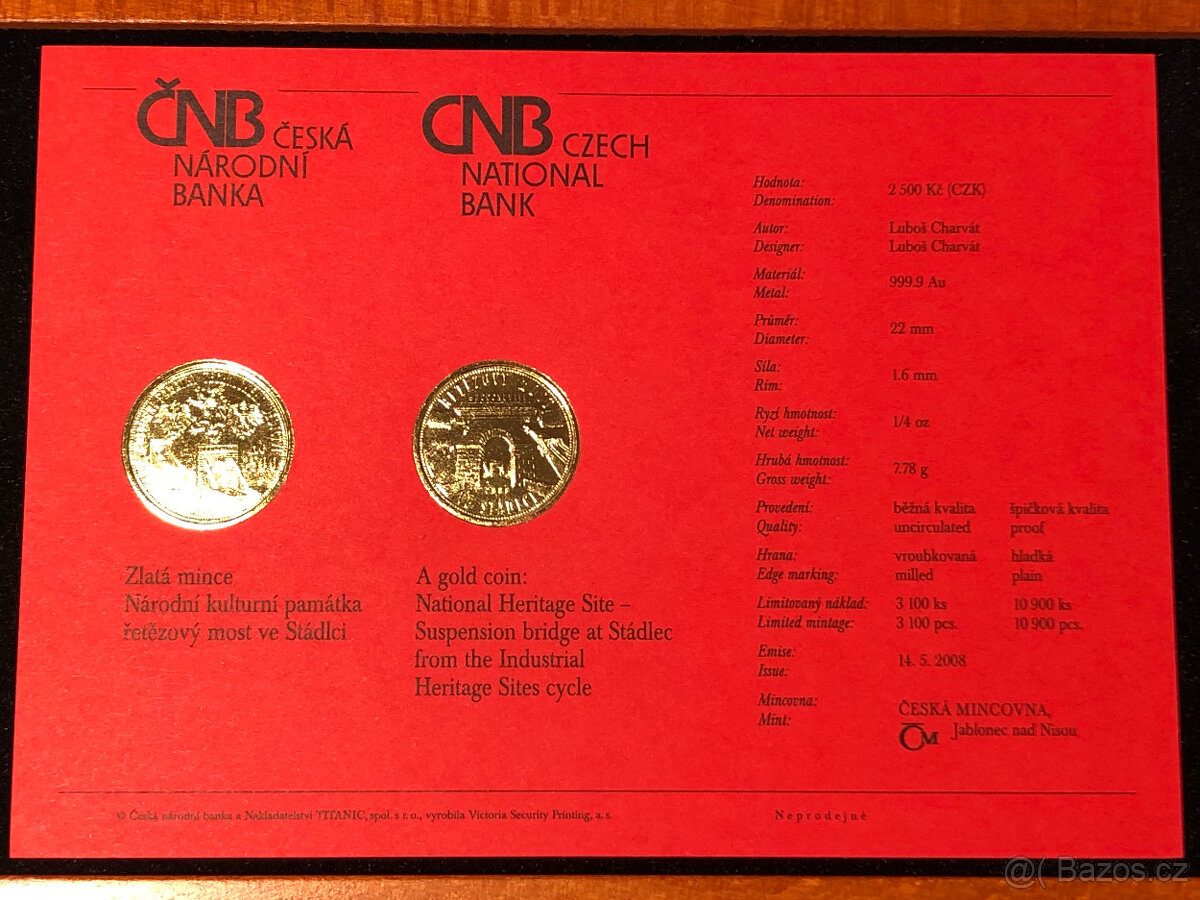 ČNB ČESKÁ
NÁRODNÍ
BANKA
CNB CZECH
NATIONAL
BANK
Hodnota:
Denomination: 2 500 Kč (CZK)
Autor: Luboš Charvát
Designer: Luboš Charvát
Materiál:
Metal: 999.9 Au
Průměr:
Diameter: 22 mm
Síla:
Rim: 1.6 mm
Ryzí hmotnost:
Net weight: 1/4 oz
Hrubá hmotnost:
Gross weight: 7.78 g
Provedení: běžná kvalita špičková kvalita
Quality: uncirculated proof
Hrana: vroubkovaná hladká
Edge marking: milled plain
Limitovaný náklad: 3 100 ks 10 900 ks
Limited mintage: 3 100 pcs. 10 900 pcs.
Emise:
Issue: 14. 5. 2008
Mincovna: ČESKÁ MINCOVNA,
Mint: ČM Jablonec nad Nisou
Zlatá mince
Národní kulturní památka
řetězový most ve Stádlci
A gold coin:
National Heritage Site –
Suspension bridge at Stádlec
from the Industrial
Heritage Sites cycle
© Česká národní banka a Nakladatelství TITANIC, spol. s r. o., vyrobila Victoria Security Printing, a. s.
Neprodejné
@( Bazos.cz